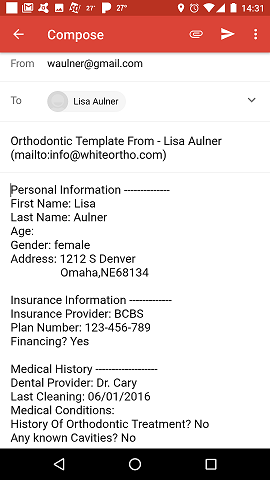 27°
27°
14:31
Compose
From waulner@gmail.com
To Lisa Aulner
Orthodontic Template From - Lisa Aulner
(mailto:info@whiteortho.com)
Personal Information --------------
First Name: Lisa
Last Name: Aulner
Age:
Gender: female
Address: 1212 S Denver
Omaha,NE68134
Insurance Information -------------
Insurance Provider: BCBS
Plan Number: 123-456-789
Financing? Yes
Medical History -------------------
Dental Provider: Dr. Cary
Last Cleaning: 06/01/2016
Medical Conditions:
History Of Orthodontic Treatment? No
Any known Cavities? No